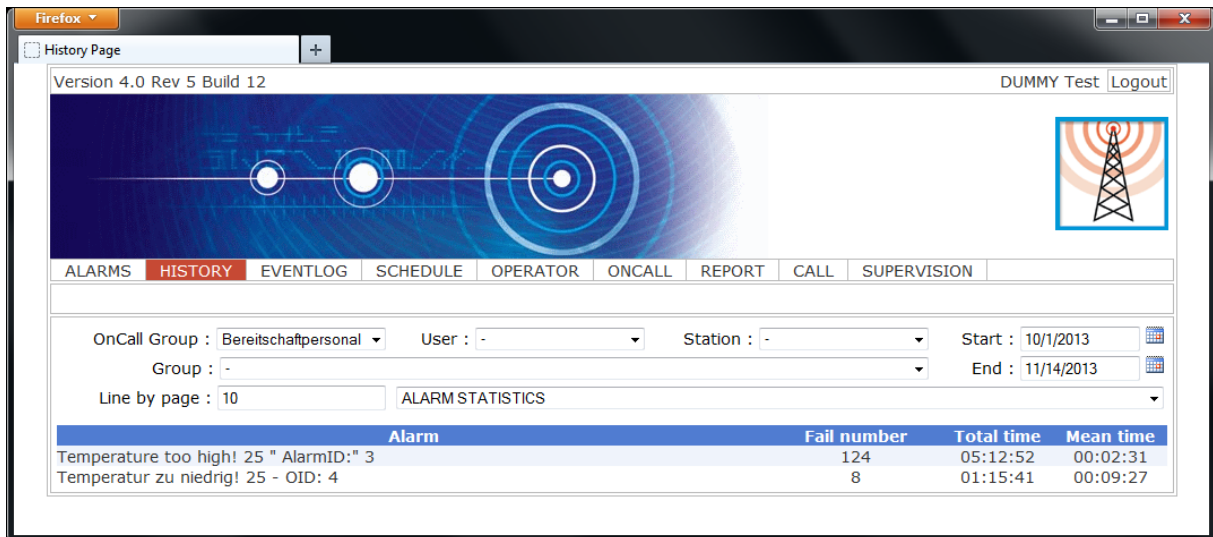 Firefox
History Page
Version 4.0 Rev 5 Build 12 DUMMY Test Logout
ALARMS HISTORY EVENTLOG SCHEDULE OPERATOR ONCALL REPORT CALL SUPERVISION
OnCall Group : Bereitschaftpersonal User : - Station : - Start : 10/1/2013
Group : - End : 11/14/2013
Line by page : 10 ALARM STATISTICS
Alarm Fail number Total time Mean time
Temperature too high! 25 " AlarmID:" 3 124 05:12:52 00:02:31
Temperatur zu niedrig! 25 - OID: 4 8 01:15:41 00:09:27